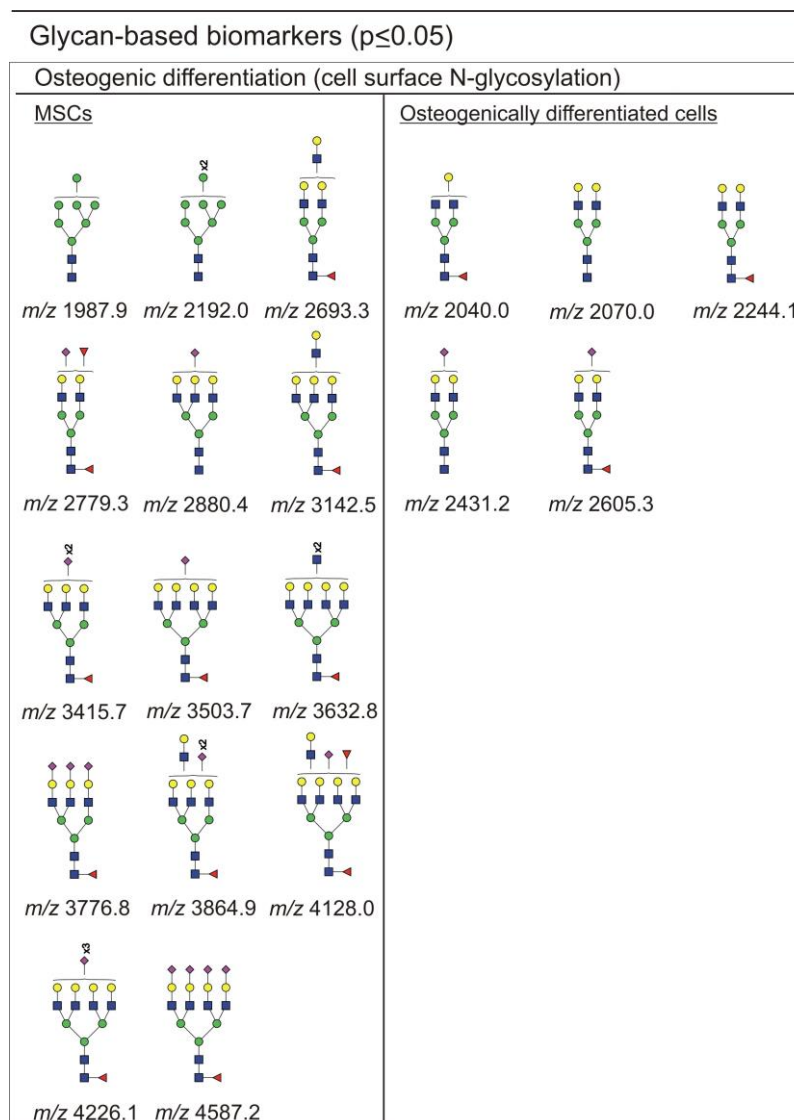 Glycan-based biomarkers (p≤0.05)
Osteogenic differentiation (cell surface N-glycosylation)
MSCs
x2
m/z 1987.9 m/z 2192.0 m/z 2693.3
m/z 2779.3 m/z 2880.4 m/z 3142.5
x2 x2
m/z 3415.7 m/z 3503.7 m/z 3632.8
x2
m/z 3776.8 m/z 3864.9 m/z 4128.0
x3
m/z 4226.1 m/z 4587.2
Osteogenically differentiated cells
m/z 2040.0 m/z 2070.0 m/z 2244.1
m/z 2431.2 m/z 2605.3